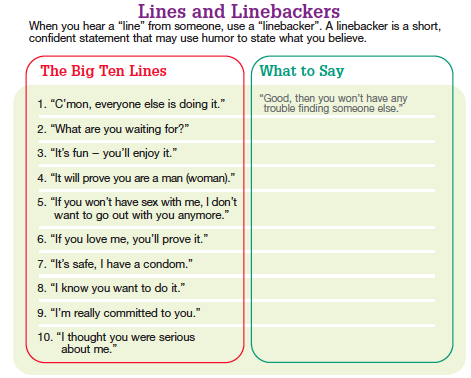 Lines and Linebackers
When you hear a “line” from someone, use a “linebacker”. A linebacker is a short,
confident statement that may use humor to state what you believe.
The Big Ten Lines
1. “C’mon, everyone else is doing it.”
2. “What are you waiting for?”
3. “It’s fun – you’ll enjoy it.”
4. “It will prove you are a man (woman).”
5. “If you won’t have sex with me, I don’t
want to go out with you anymore.”
6. “If you love me, you’ll prove it.”
7. “It’s safe, I have a condom.”
8. “I know you want to do it.”
9. “I’m really committed to you.”
10. “I thought you were serious
about me.”
What to Say
“Good, then you won’t have any
trouble finding someone else.”